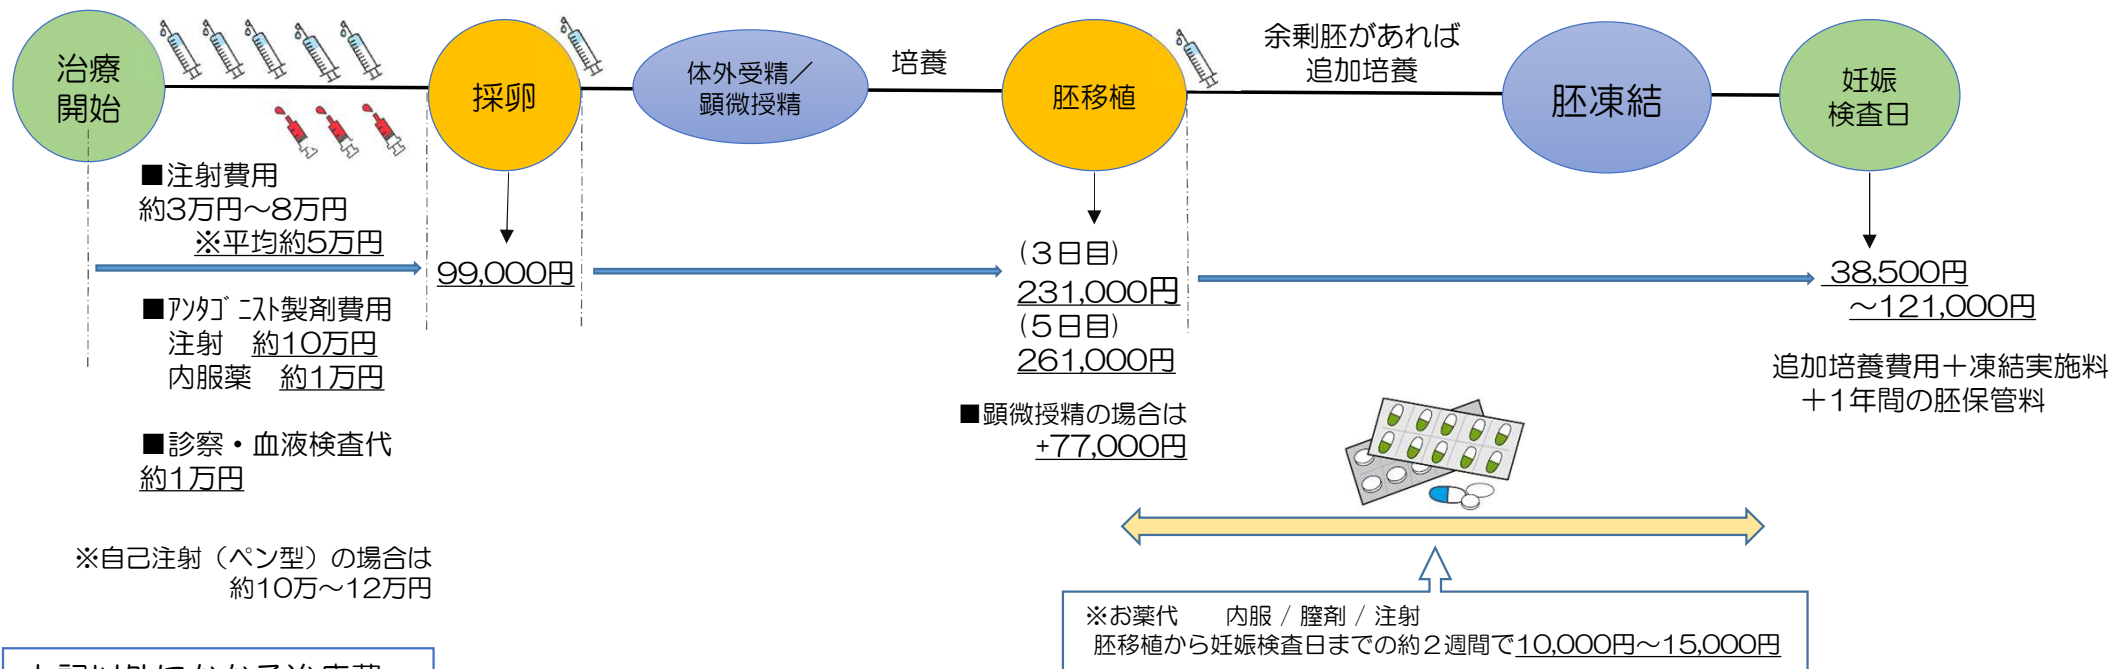 治療
開始
採卵
体外受精／
顕微授精
培養
胚移植
余剰胚があれば
追加培養
胚凍結
妊娠
検査日
■注射費用
約3万円～8万円
※平均約5万円
■ｱﾝﾀｺﾞﾆｽﾄ製剤費用
注射　約10万円
内服薬　約1万円
■診察・血液検査代
約1万円
※自己注射（ペン型）の場合は
約10万～12万円
99,000円
(３日目)
231,000円
(５日目)
261,000円
■顕微授精の場合は
+77,000円
38,500円
～121,000円
追加培養費用＋凍結実施料
＋1年間の胚保管料
※お薬代　　内服 / 膣剤 / 注射
胚移植から妊娠検査日までの約２週間で10,000円～15,000円
上記以外にかかる治療費